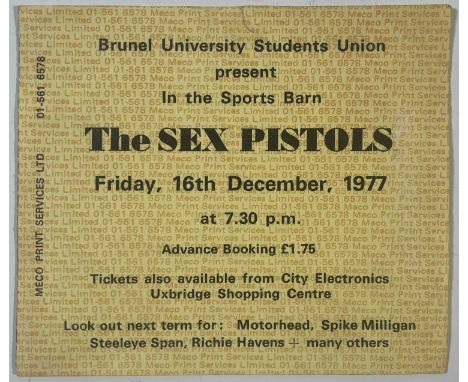 Brunel University Students Union
present
In the Sports Barn
The SEX PISTOLS
Friday, 16th December, 1977
at 7.30 p.m.
Advance Booking £1.75
Tickets also available from City Electronics
Uxbridge Shopping Centre
Look out next term for: Motorhead, Spike Milligan
Steeleye Span, Richie Havens + many others
MECO PRINT SERVICES LTD 01-561 6578